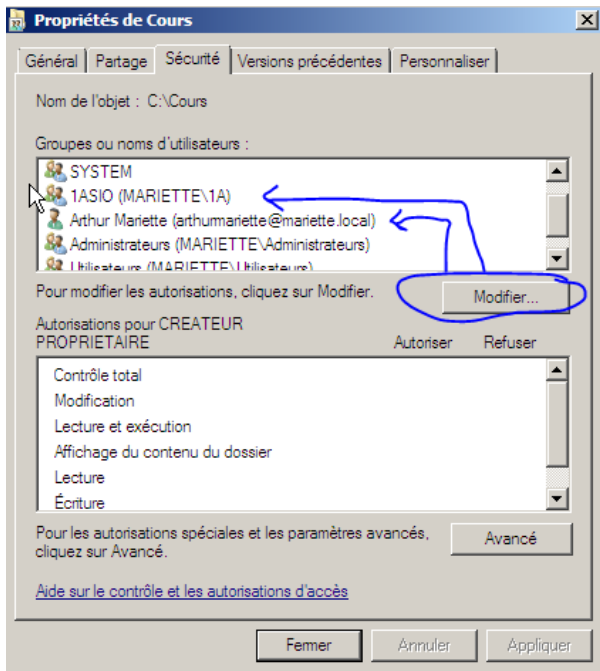 Propriétés de Cours
Général Partage Sécurité Versions précédentes Personnaliser
Nom de l'objet : C:\Cours
Groupes ou noms d'utilisateurs :
SYSTEM
1ASIO (MARIETTE\1A)
Arthur Mariette (arthurmariette@mariette.local)
Administrateurs (MARIETTE\Administrateurs)
Utilisateurs (MARIETTE\Utilisateurs)
Pour modifier les autorisations, cliquez sur Modifier.
Modifier...
Autorisations pour CREATEUR
PROPRIETAIRE Autoriser Refuser
Contrôle total
Modification
Lecture et exécution
Affichage du contenu du dossier
Lecture
Écriture
Pour les autorisations spéciales et les paramètres avancés,
cliquez sur Avancé.
Avancé
Aide sur le contrôle et les autorisations d'accès
Fermer Annuler Appliquer